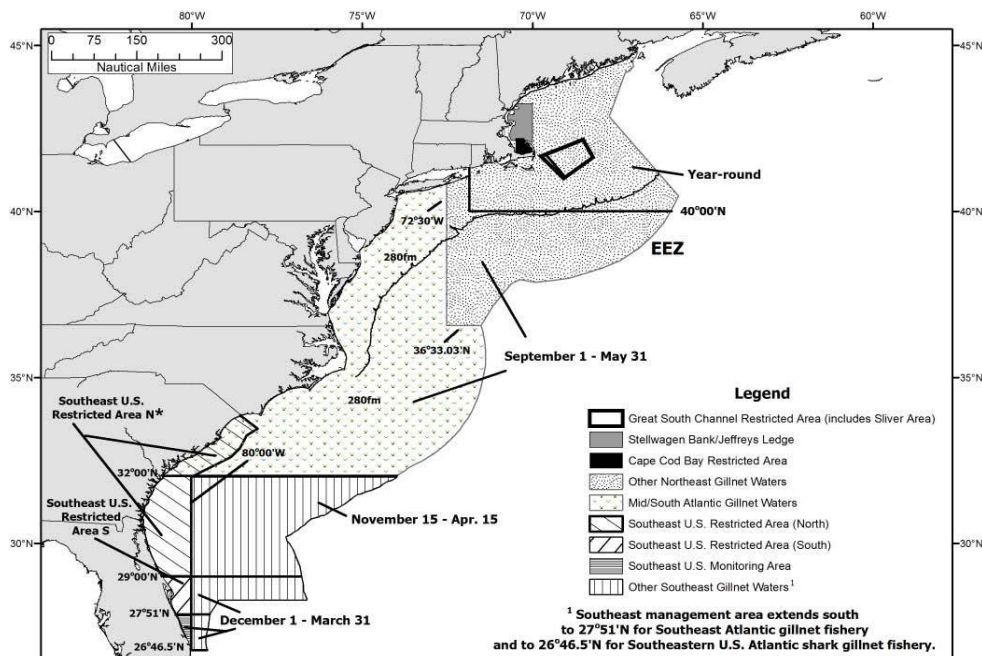 80°W
75°W
70°W
65°W
60°W
0 75 150 300
Nautical Miles
45°N
45°N
Year-round
40°N
72°30'W
40°00'N
40°N
280fm
EEZ
36°33.03'N
September 1 - May 31
35°N
35°N
280fm
Southeast U.S.
Restricted Area N*
80°00'W
32°00'N
Southeast U.S.
Restricted
Area S
November 15 - Apr. 15
30°N
30°N
29°00'N
27°51'N
December 1 - March 31
26°46.5'N
Legend
Great South Channel Restricted Area (includes Sliver Area)
Stellwagen Bank/Jeffreys Ledge
Cape Cod Bay Restricted Area
Other Northeast Gillnet Waters
Mid/South Atlantic Gillnet Waters
Southeast U.S. Restricted Area (North)
Southeast U.S. Restricted Area (South)
Southeast U.S. Monitoring Area
Other Southeast Gillnet Waters¹
¹ Southeast management area extends south
to 27°51'N for Southeast Atlantic gillnet fishery
and to 26°46.5'N for Southeastern U.S. Atlantic shark gillnet fishery.